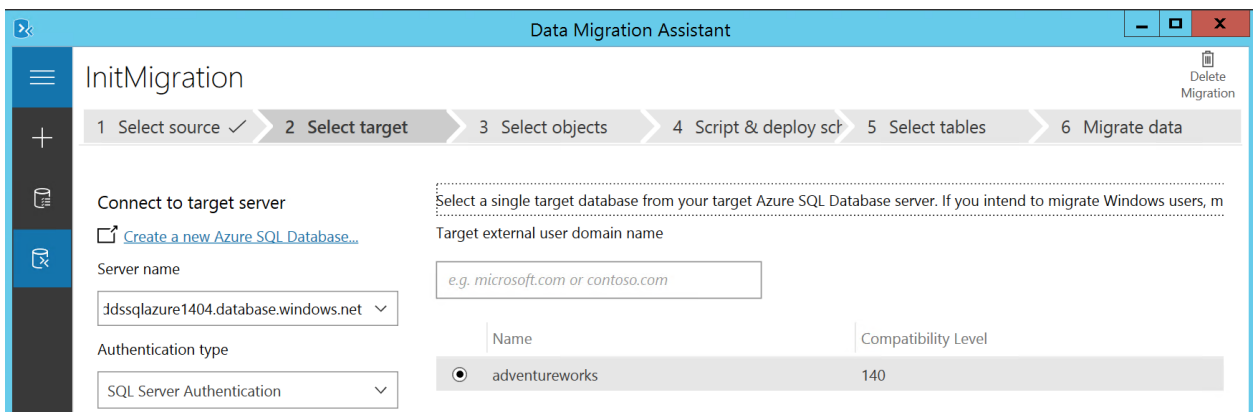 Data Migration Assistant
InitMigration
Delete
Migration
1 Select source
2 Select target
3 Select objects
4 Script & deploy sch
5 Select tables
6 Migrate data
Connect to target server
Create a new Azure SQL Database...
Server name
ddssqlazure1404.database.windows.net
Authentication type
SQL Server Authentication
Select a single target database from your target Azure SQL Database server. If you intend to migrate Windows users, m
Target external user domain name
e.g. microsoft.com or contoso.com
Name Compatibility Level
adventureworks 140